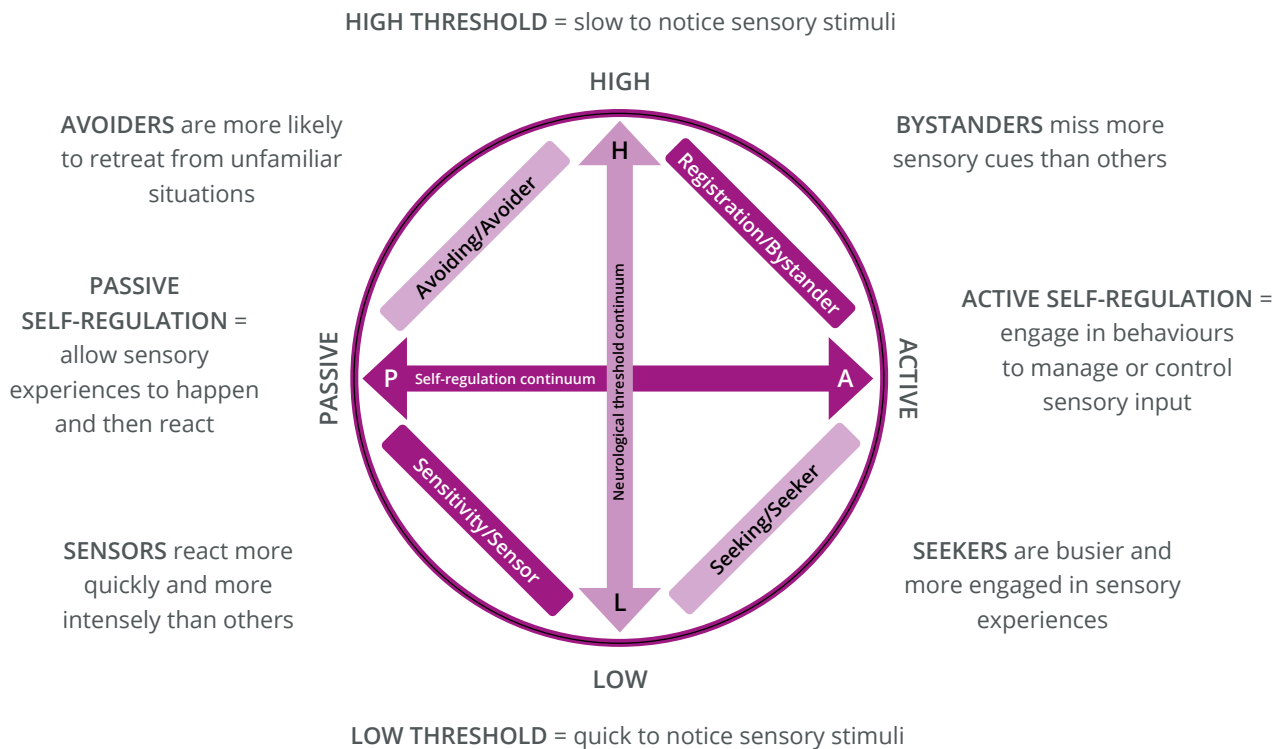 HIGH THRESHOLD = slow to notice sensory stimuli
HIGH
AVOIDERS are more likely
to retreat from unfamiliar
situations
BYSTANDERS miss more
sensory cues than others
H
Avoiding/Avoider
Registration/Bystander
PASSIVE
SELF-REGULATION =
allow sensory
experiences to happen
and then react
PASSIVE
P
Self-regulation continuum
Neurological threshold continuum
A
ACTIVE
ACTIVE SELF-REGULATION =
engage in behaviours
to manage or control
sensory input
Sensitivity/Sensor
Seeking/Seeker
SENSORS react more
quickly and more
intensely than others
SEEKERS are busier and
more engaged in sensory
experiences
L
LOW
LOW THRESHOLD = quick to notice sensory stimuli